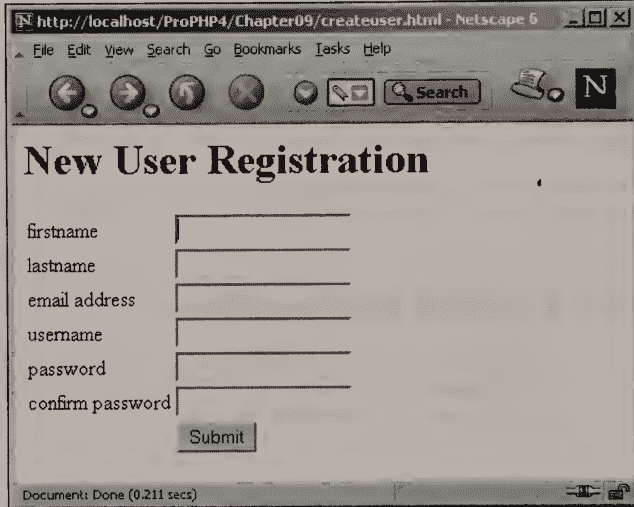 http://localhost/ProPHP4/Chapter09/createuser.html - Netscape 6
File Edit View Search Go Bookmarks Tasks Help
Search
N
New User Registration
firstname
lastname
email address
username
password
confirm password
Submit
Document: Done (0.211 secs)